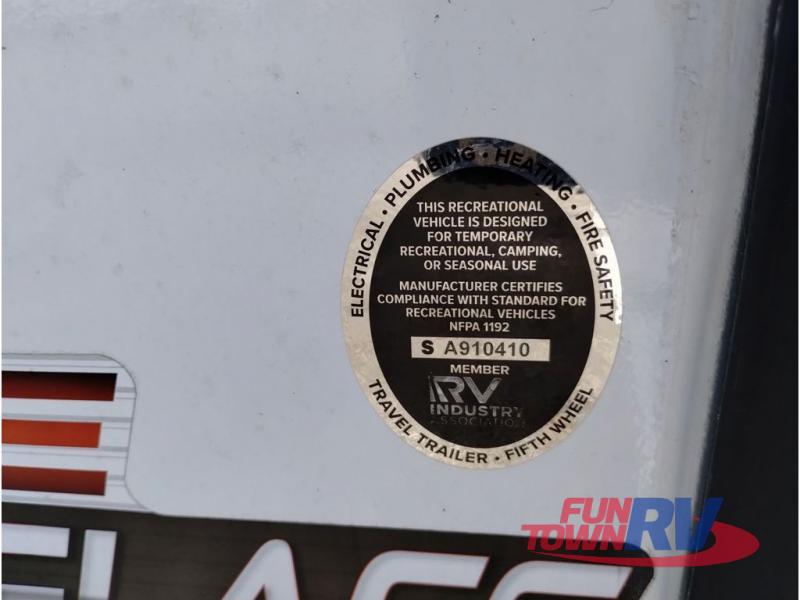 ELECTRICAL • PLUMBING • HEATING • FIRE SAFETY
THIS RECREATIONAL
VEHICLE IS DESIGNED
FOR TEMPORARY
RECREATIONAL, CAMPING,
OR SEASONAL USE
MANUFACTURER CERTIFIES
COMPLIANCE WITH STANDARD FOR
RECREATIONAL VEHICLES
NFPA 1192
S A910410
MEMBER
RV
INDUSTRY
ASSOCIATION
TRAVEL TRAILER • FIFTH WHEEL
FUN
TOWN RV